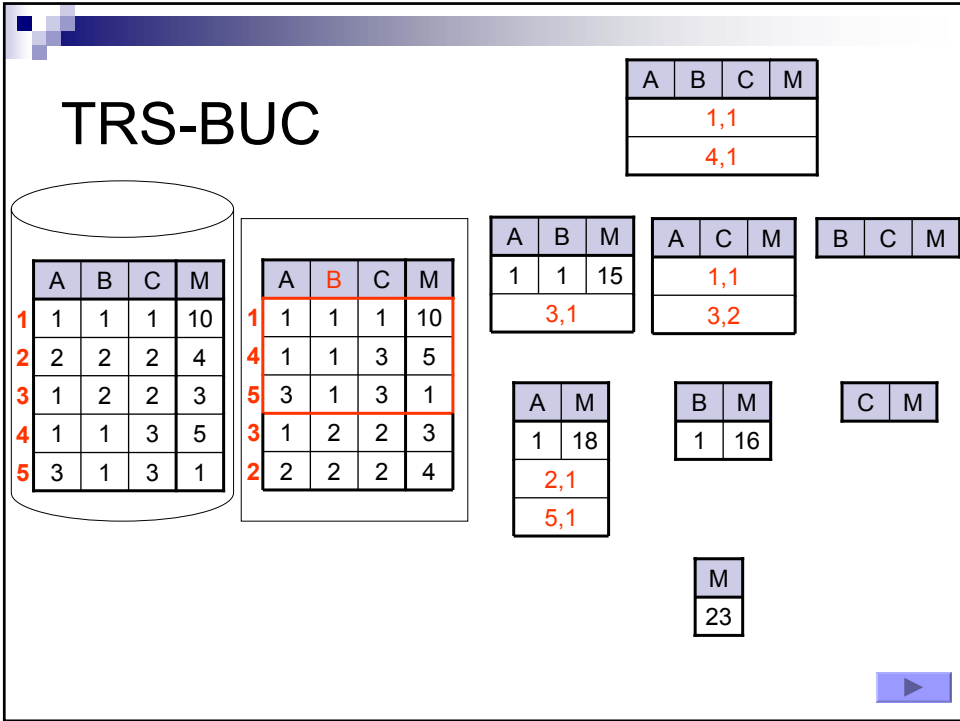 TRS-BUC
A B C M
1,1
4,1
A B C M
1 1 1 1 10
2 2 2 2 4
3 1 2 2 3
4 1 1 3 5
5 3 1 3 1
A B C M
1 1 1 1 10
4 1 1 3 5
5 3 1 3 1
3 1 2 2 3
2 2 2 2 4
A B M
1 1 15
3,1
A C M
1,1
3,2
B C M
A M
1 18
2,1
5,1
B M
1 16
C M
M
23